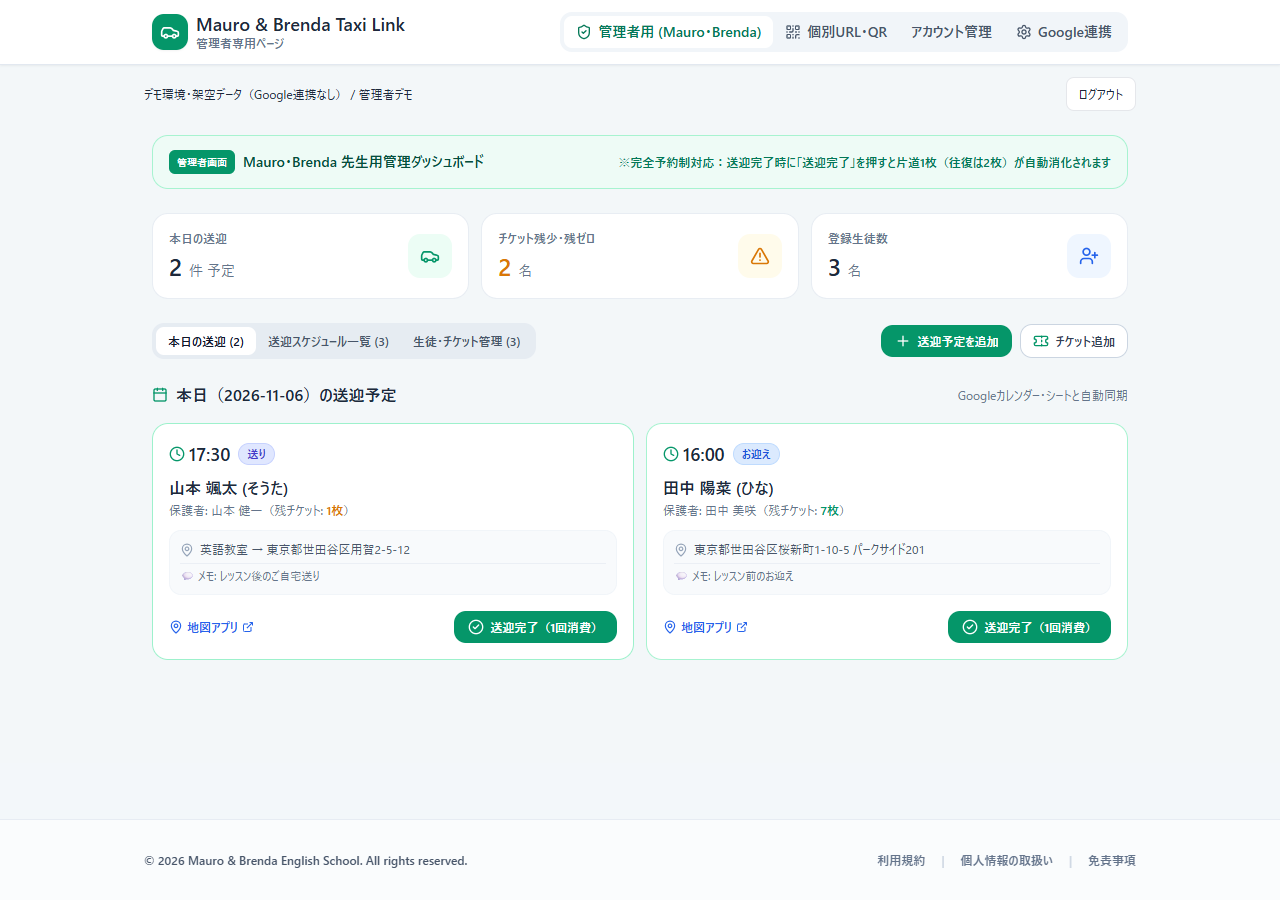 Mauro & Brenda Taxi Link
管理者専用ページ
管理者用 (Mauro・Brenda)
個別URL・QR
アカウント管理
Google連携
デモ環境・架空データ（Google連携なし） / 管理者デモ
ログアウト
管理者画面
Mauro・Brenda 先生用管理ダッシュボード
※完全予約制対応：送迎完了時に「送迎完了」を押すと片道1枚（往復は2枚）が自動消化されます
本日の送迎
2 件 予定
チケット残少・残ゼロ
2 名
登録生徒数
3 名
本日の送迎 (2)
送迎スケジュール一覧 (3)
生徒・チケット管理 (3)
送迎予定を追加
チケット追加
本日（2026-11-06）の送迎予定
Googleカレンダー・シートと自動同期
17:30 送り
山本 颯太 (そうた)
保護者: 山本 健一（残チケット: 1枚）
英語教室 → 東京都世田谷区用賀2-5-12
メモ: レッスン後のご自宅送り
地図アプリ
送迎完了（1回消費）
16:00 お迎え
田中 陽菜 (ひな)
保護者: 田中 美咲（残チケット: 7枚）
東京都世田谷区桜新町1-10-5 パークサイド201
メモ: レッスン前のお迎え
地図アプリ
送迎完了（1回消費）
© 2026 Mauro & Brenda English School. All rights reserved.
利用規約 | 個人情報の取扱い | 免責事項